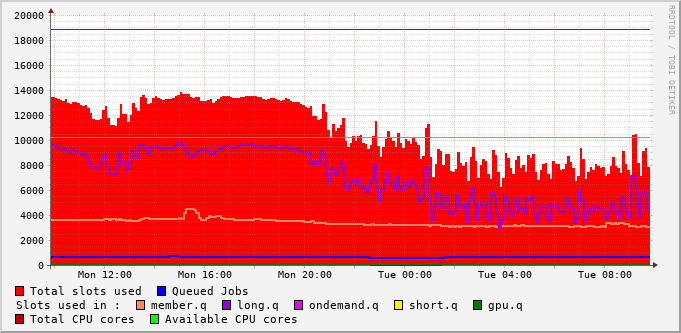 20000
18000
16000
14000
12000
10000
8000
6000
4000
2000
0
Mon 12:00 Mon 16:00 Mon 20:00 Tue 00:00 Tue 04:00 Tue 08:00
RRDTOOL / TOBI OETIKER
Total slots used Queued Jobs
Slots used in : member.q long.q ondemand.q short.q gpu.q
Total CPU cores Available CPU cores